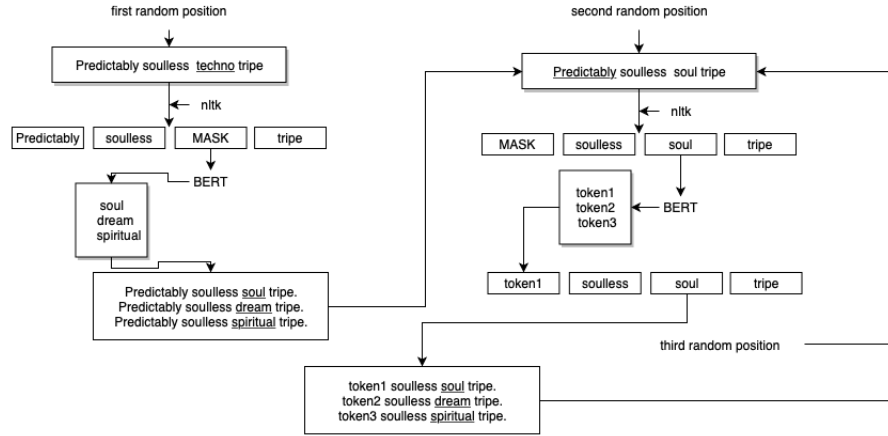 first random position
Predictably soulless techno tripe
nltk
Predictably
soulless
MASK
tripe
BERT
soul
dream
spiritual
Predictably soulless soul tripe.
Predictably soulless dream tripe.
Predictably soulless spiritual tripe.
second random position
Predictably soulless soul tripe
nltk
MASK
soulless
soul
tripe
BERT
token1
token2
token3
token1
soulless
soul
tripe
third random position
token1 soulless soul tripe.
token2 soulless dream tripe.
token3 soulless spiritual tripe.